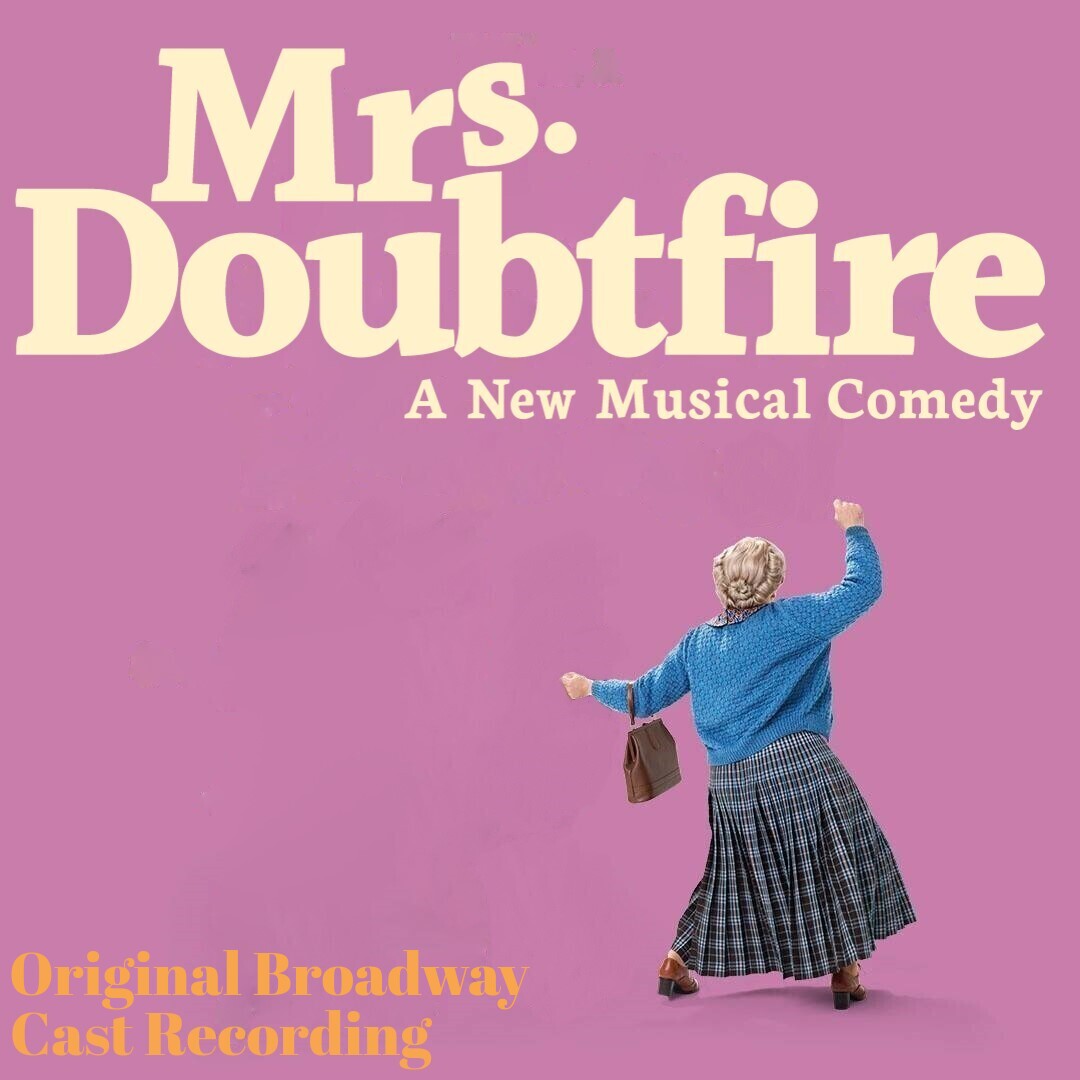 Mrs.
Doubtfire
A New Musical Comedy
Original Broadway
Cast Recording